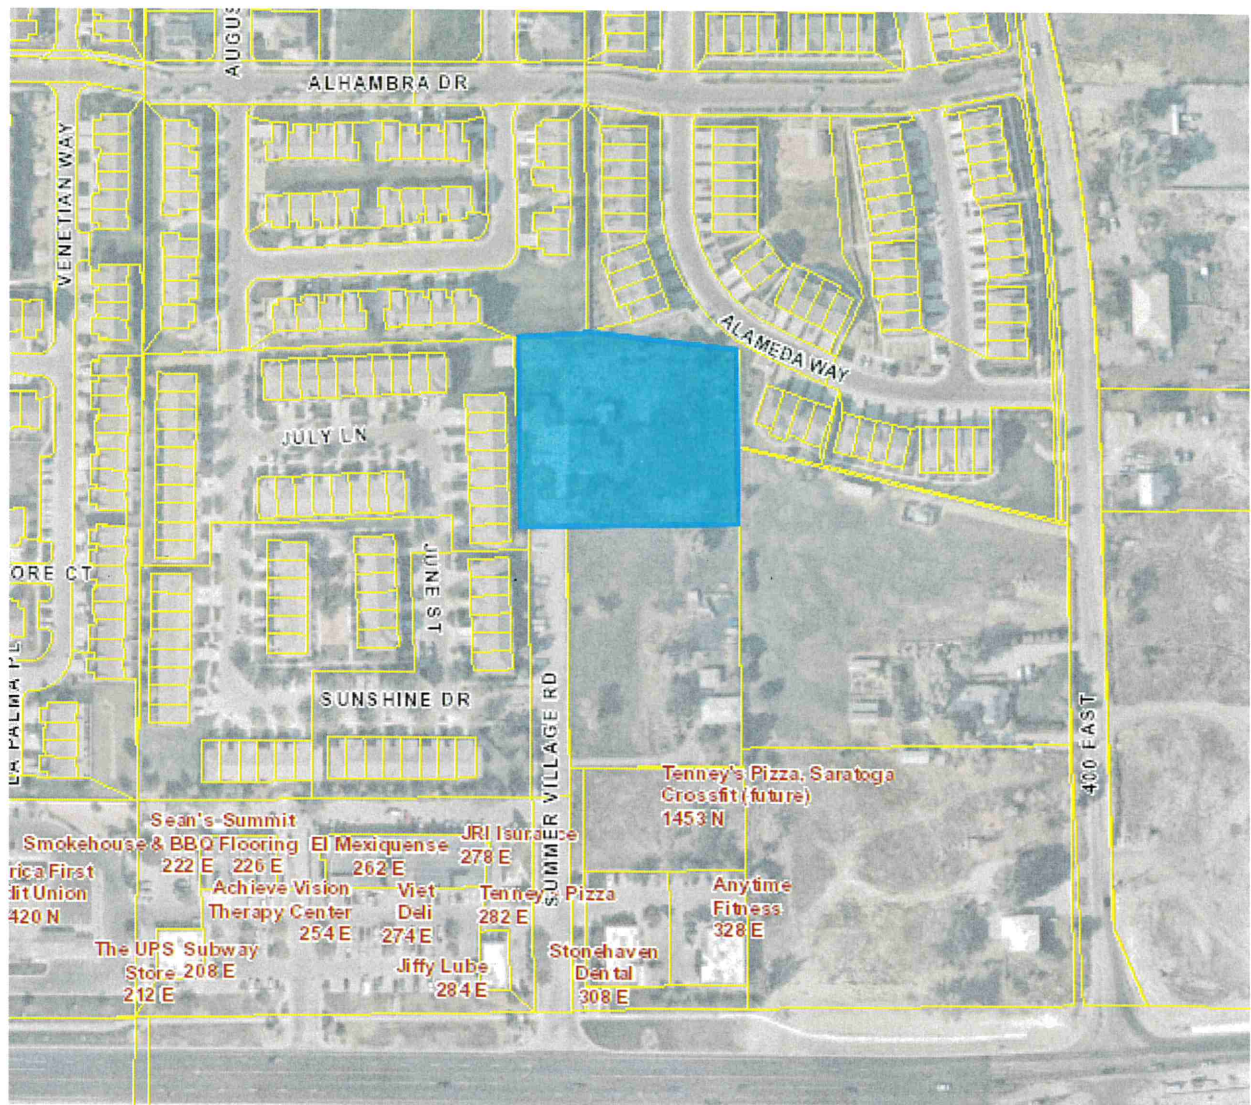 AUGUS
ALHAMBRA DR
VENETIAN WAY
ALAMEDA WAY
JULY LN
JUNE ST
ORE CT
LA PALMA PL
SUNSHINE DR
SUMMER VILLAGE RD
400 EAST
Tenney's Pizza, Saratoga
Crossfit (future)
1453 N
Sean's
Smokehouse & BBQ
222 E
Summit
Flooring
226 E
El Mexiquense
262 E
JRI Isurance
278 E
rica First
dit Union
420 N
Achieve Vision
Therapy Center
254 E
Viet
Deli
274 E
Tenney's Pizza
282 E
Anytime
Fitness
328 E
The UPS
Store
212 E
Subway
208 E
Jiffy Lube
284 E
Stonehaven
Dental
308 E